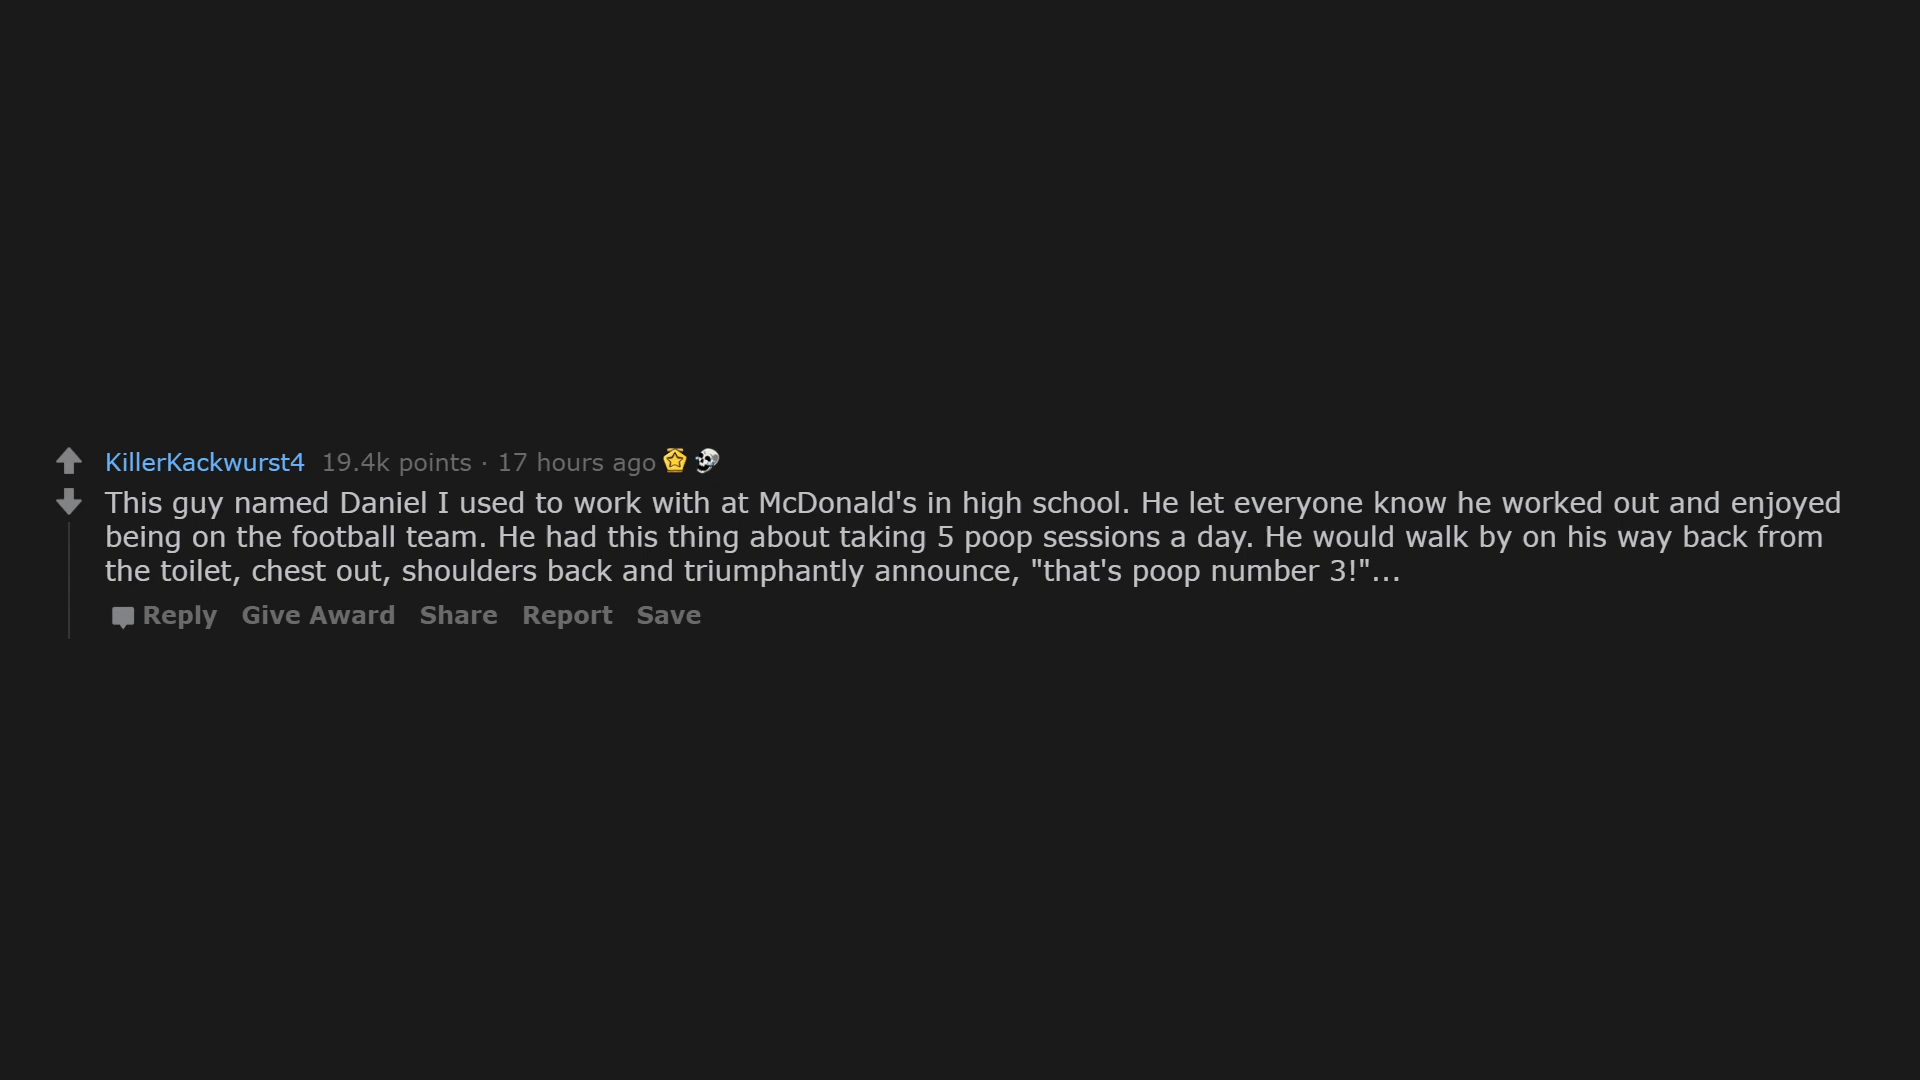 KillerKackwurst4 19.4k points · 17 hours ago
This guy named Daniel I used to work with at McDonald's in high school. He let everyone know he worked out and enjoyed
being on the football team. He had this thing about taking 5 poop sessions a day. He would walk by on his way back from
the toilet, chest out, shoulders back and triumphantly announce, "that's poop number 3!"...
Reply Give Award Share Report Save